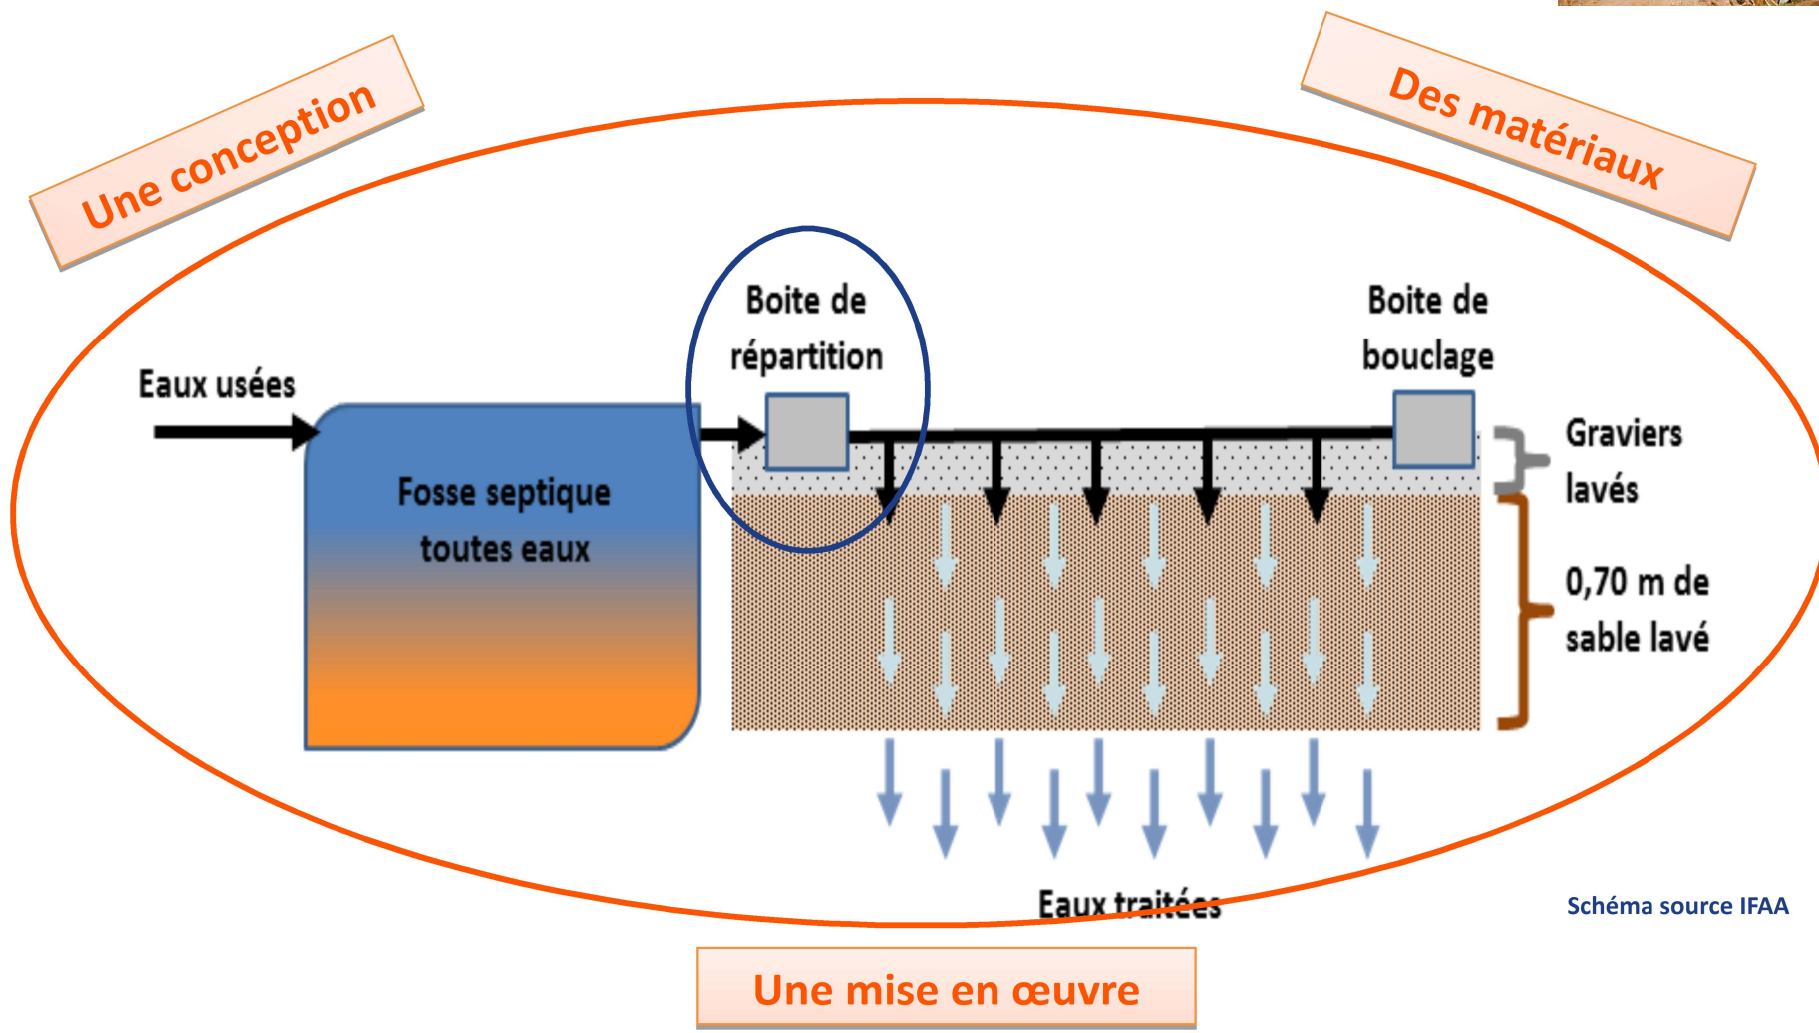 Une conception
Des matériaux
Boite de
répartition
Boite de
bouclage
Eaux usées
Graviers
lavés
Fosse septique
toutes eaux
0,70 m de
sable lavé
Eaux traitées
Schéma source IFAA
Une mise en œuvre